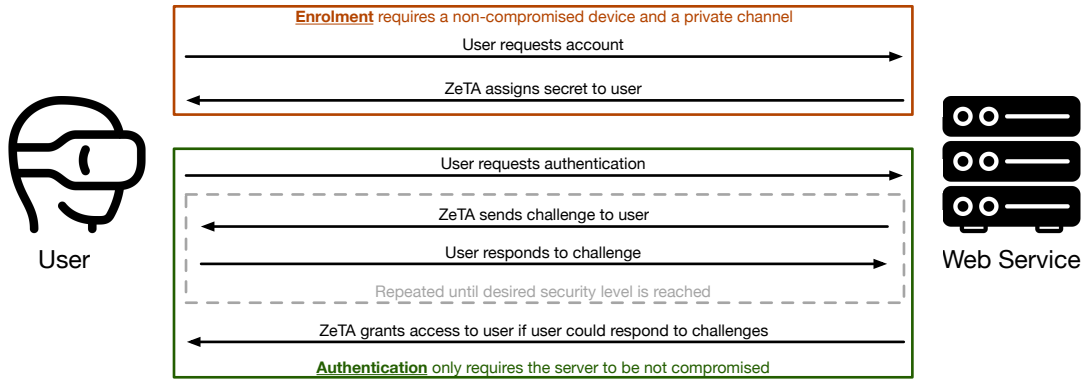 Enrolment requires a non-compromised device and a private channel
User requests account
ZeTA assigns secret to user
User requests authentication
ZeTA sends challenge to user
User responds to challenge
Repeated until desired security level is reached
ZeTA grants access to user if user could respond to challenges
Authentication only requires the server to be not compromised
User
Web Service